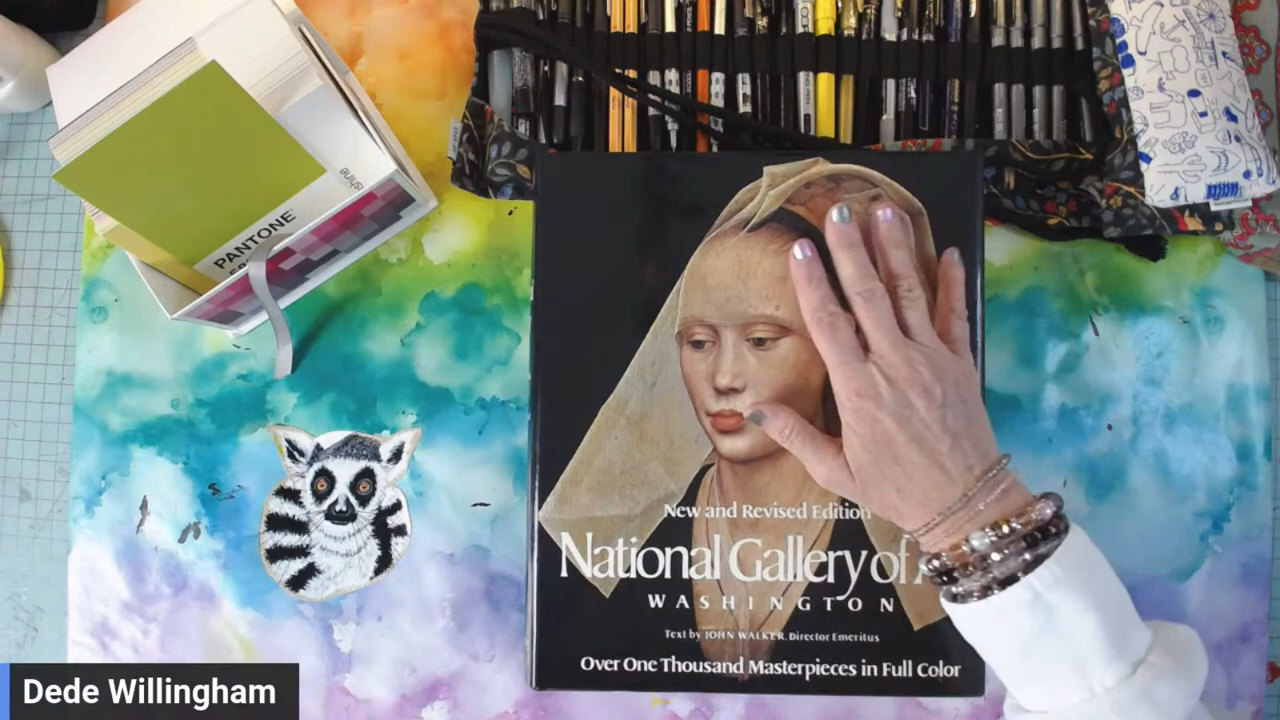 PANTONE
New and Revised Edition
National Gallery of
WASHINGTON
Text by JOHN WALKER, Director Emeritus
Over One Thousand Masterpieces in Full Color
Dede Willingham